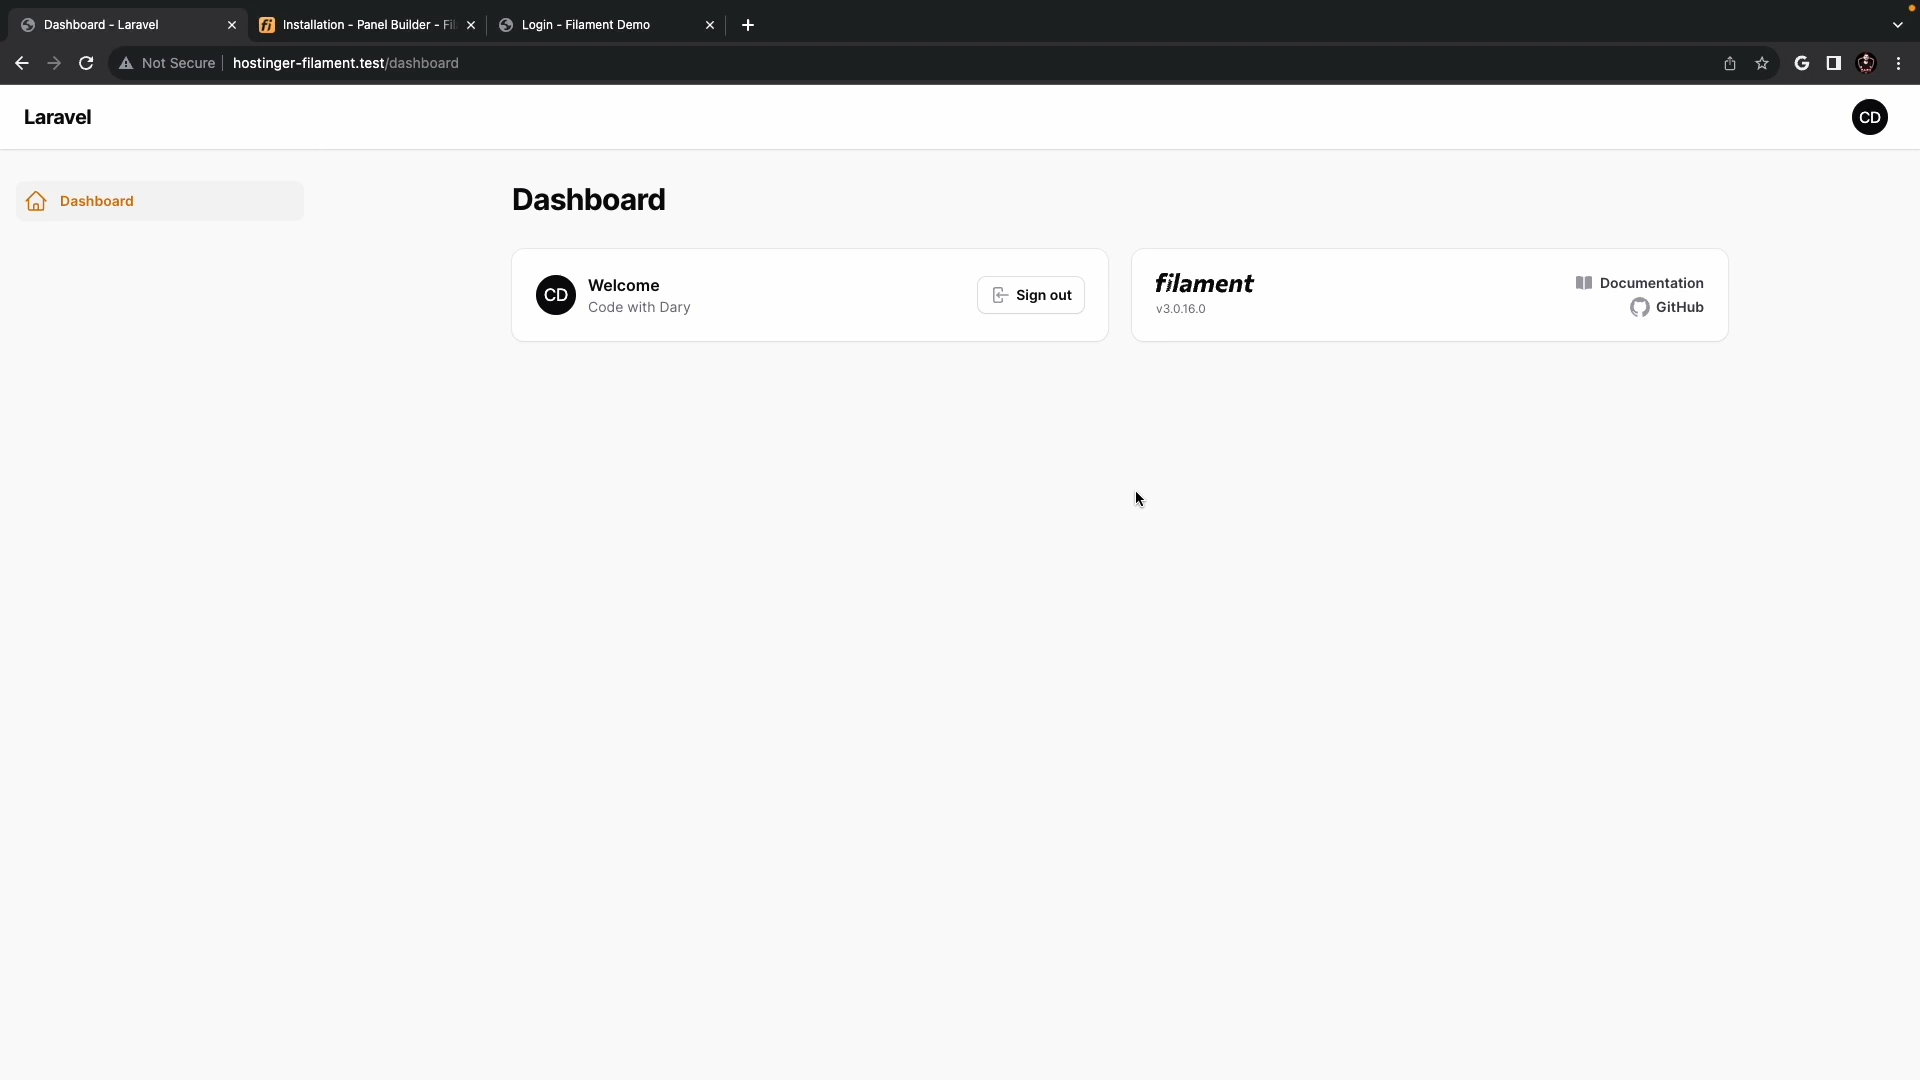 Dashboard - Laravel
Installation - Panel Builder - Fil
Login - Filament Demo
Not Secure
hostinger-filament.test/dashboard
Laravel
CD
Dashboard
Dashboard
CD
Welcome
Code with Dary
Sign out
filament
v3.0.16.0
Documentation
GitHub